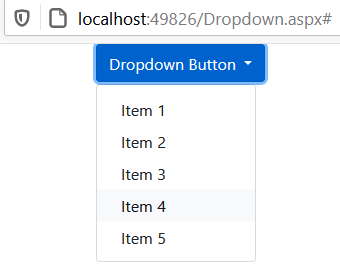 localhost:49826/Dropdown.aspx#
Dropdown Button
Item 1
Item 2
Item 3
Item 4
Item 5